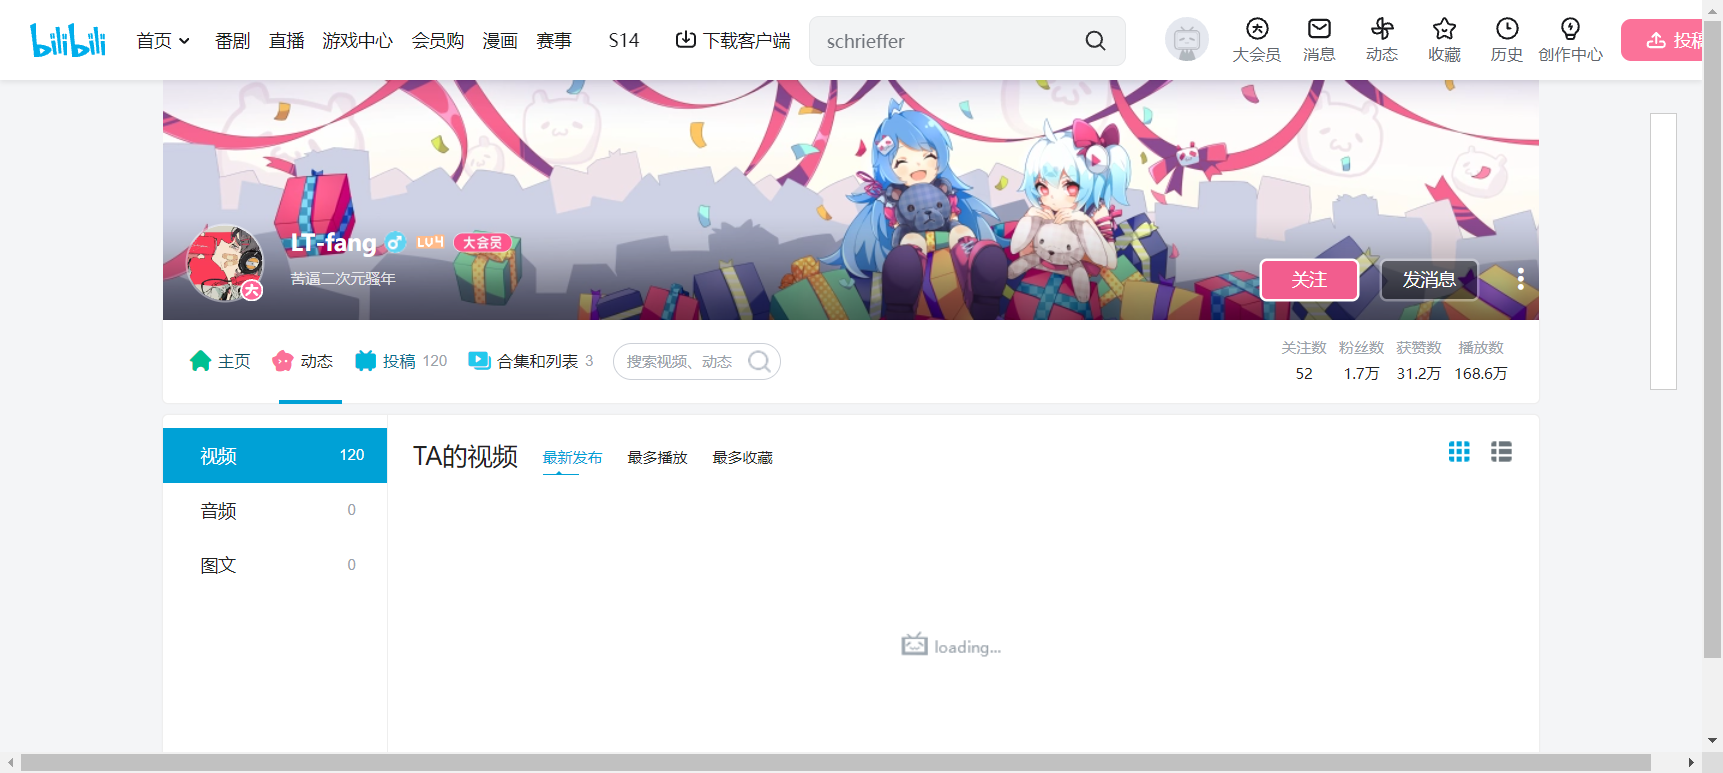 bilibili 首页 番剧 直播 游戏中心 会员购 漫画 赛事 S14 下载客户端 schrieffer 大会员 消息 动态 收藏 历史 创作中心 投稿
LT-fang LV4 大会员
苦逼二次元骚年
关注 发消息
主页 动态 投稿 120 合集和列表 3 搜索视频、动态
关注数 粉丝数 获赞数 播放数
52 1.7万 31.2万 168.6万
视频 120
音频 0
图文 0
TA的视频 最新发布 最多播放 最多收藏
loading...